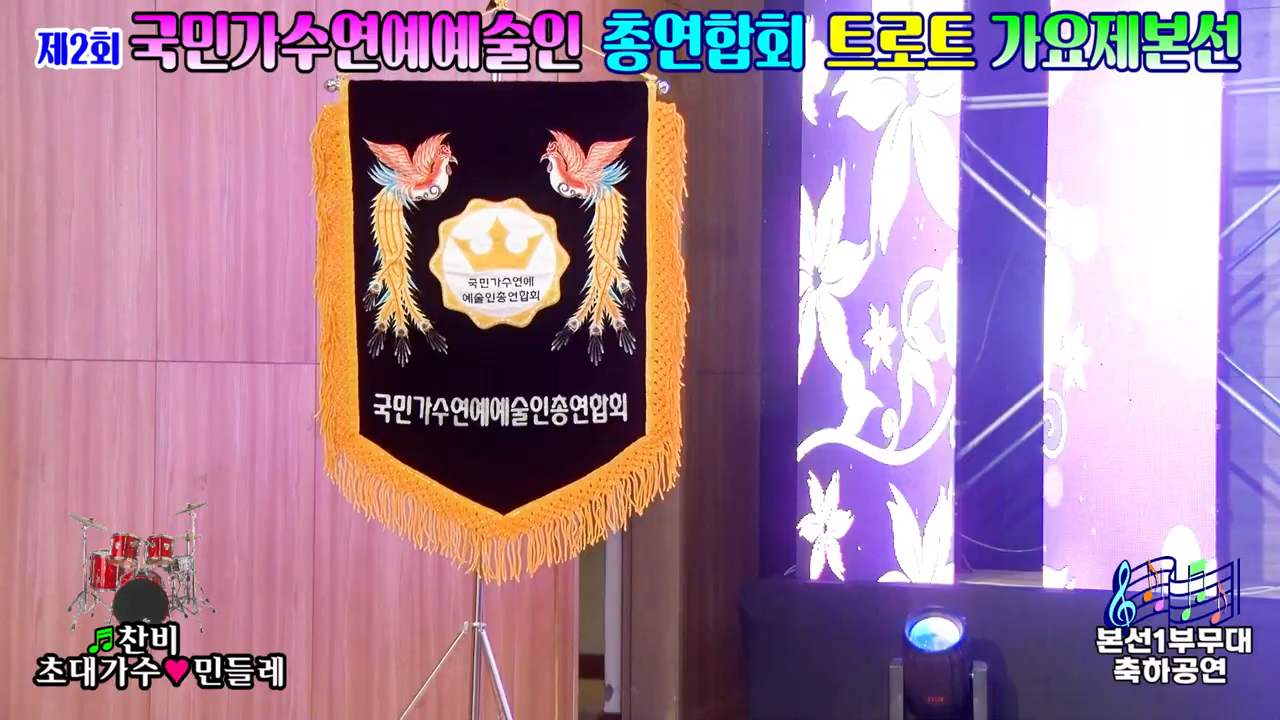 제2회 국민가수연예예술인 총연합회 트로트 가요제본선
국민가수연예
예술인총연합회
국민가수연예예술인총연합회
찬비
초대가수♥민들레
본선1부무대
축하공연